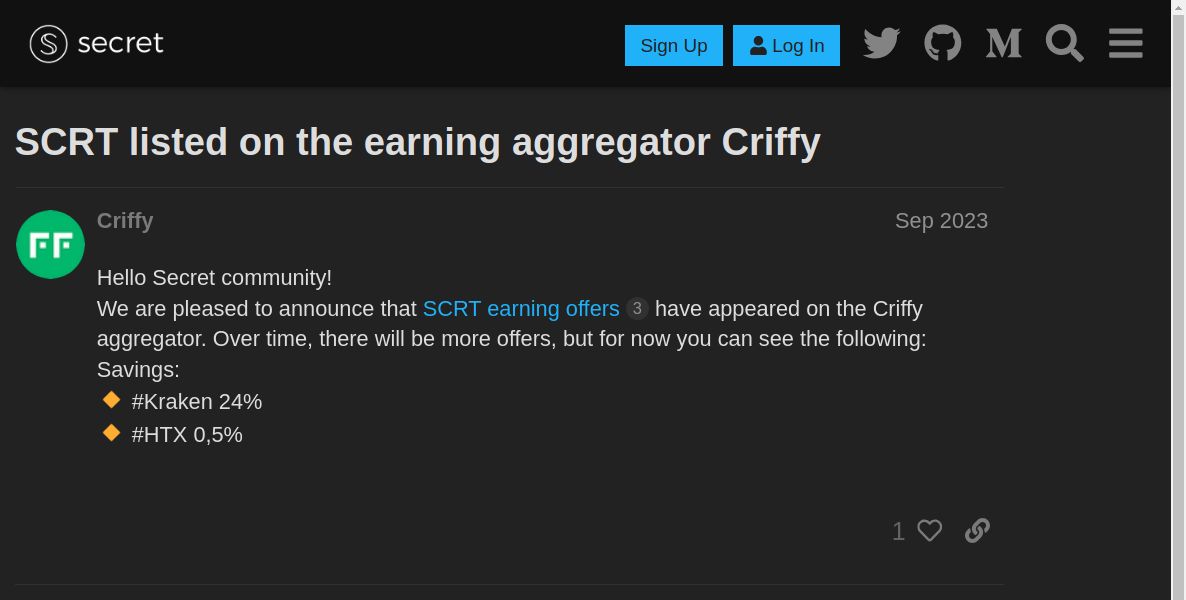 secret
Sign Up
Log In
SCRT listed on the earning aggregator Criffy
FF
Criffy
Sep 2023
Hello Secret community!
We are pleased to announce that SCRT earning offers 3 have appeared on the Criffy
aggregator. Over time, there will be more offers, but for now you can see the following:
Savings:
#Kraken 24%
#HTX 0,5%
1